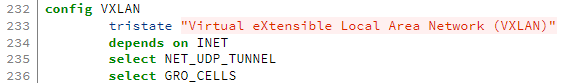 232 config VXLAN
233 tristate "Virtual eXtensible Local Area Network (VXLAN)"
234 depends on INET
235 select NET_UDP_TUNNEL
236 select GRO_CELLS